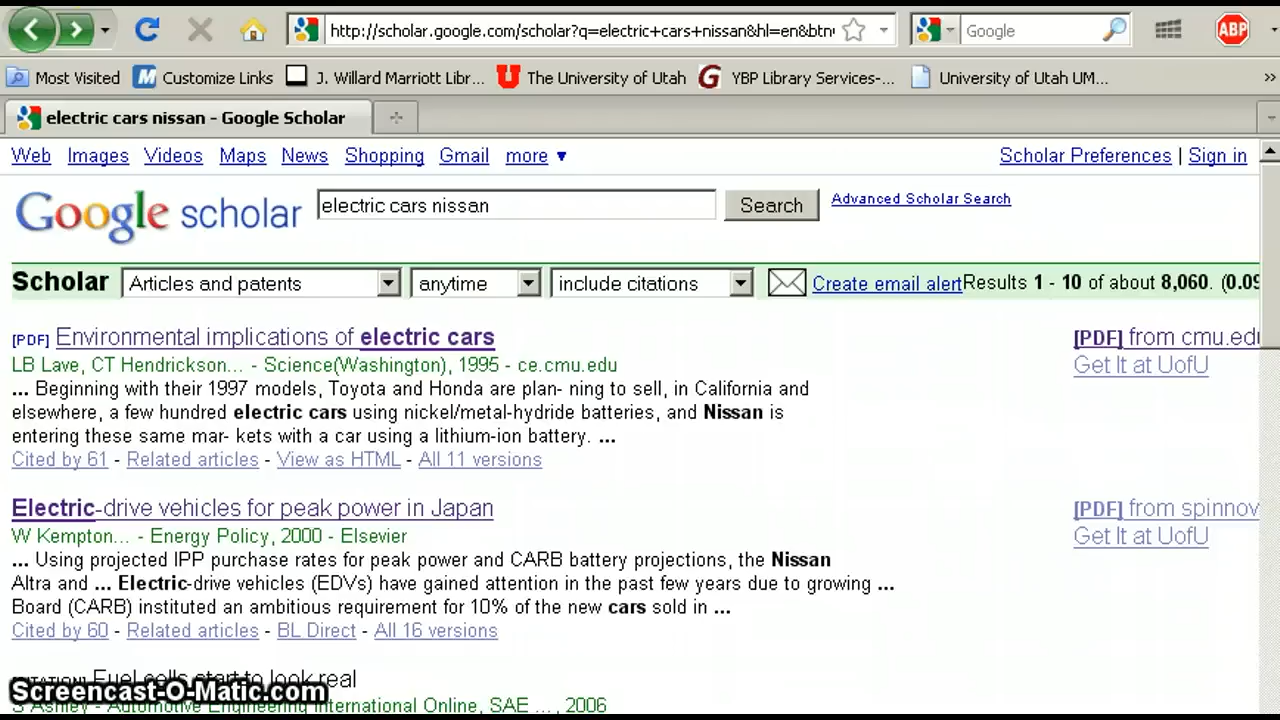 http://scholar.google.com/scholar?q=electric+cars+nissan&hl=en&btn
Google
ABP
Most Visited
Customize Links
J. Willard Marriott Libr...
The University of Utah
YBP Library Services-...
University of Utah UM...
electric cars nissan - Google Scholar
Web Images Videos Maps News Shopping Gmail more ▼
Scholar Preferences | Sign in
Google scholar
electric cars nissan
Search
Advanced Scholar Search
Scholar
Articles and patents
anytime
include citations
Create email alert
Results 1 - 10 of about 8,060. (0.09
[PDF] Environmental implications of electric cars
LB Lave, CT Hendrickson... - Science(Washington), 1995 - ce.cmu.edu
... Beginning with their 1997 models, Toyota and Honda are plan- ning to sell, in California and
elsewhere, a few hundred electric cars using nickel/metal-hydride batteries, and Nissan is
entering these same mar- kets with a car using a lithium-ion battery. ...
Cited by 61 - Related articles - View as HTML - All 11 versions
[PDF] from cmu.edu
Get It at UofU
Electric-drive vehicles for peak power in Japan
W Kempton... - Energy Policy, 2000 - Elsevier
... Using projected IPP purchase rates for peak power and CARB battery projections, the Nissan
Altra and ... Electric-drive vehicles (EDVs) have gained attention in the past few years due to growing ...
Board (CARB) instituted an ambitious requirement for 10% of the new cars sold in ...
Cited by 60 - Related articles - BL Direct - All 16 versions
[PDF] from spinnov
Get It at UofU
[CITATION] Fuel cells start to look real
S Ashley - Automotive Engineering International Online, SAE ..., 2006
Screencast-O-Matic.com